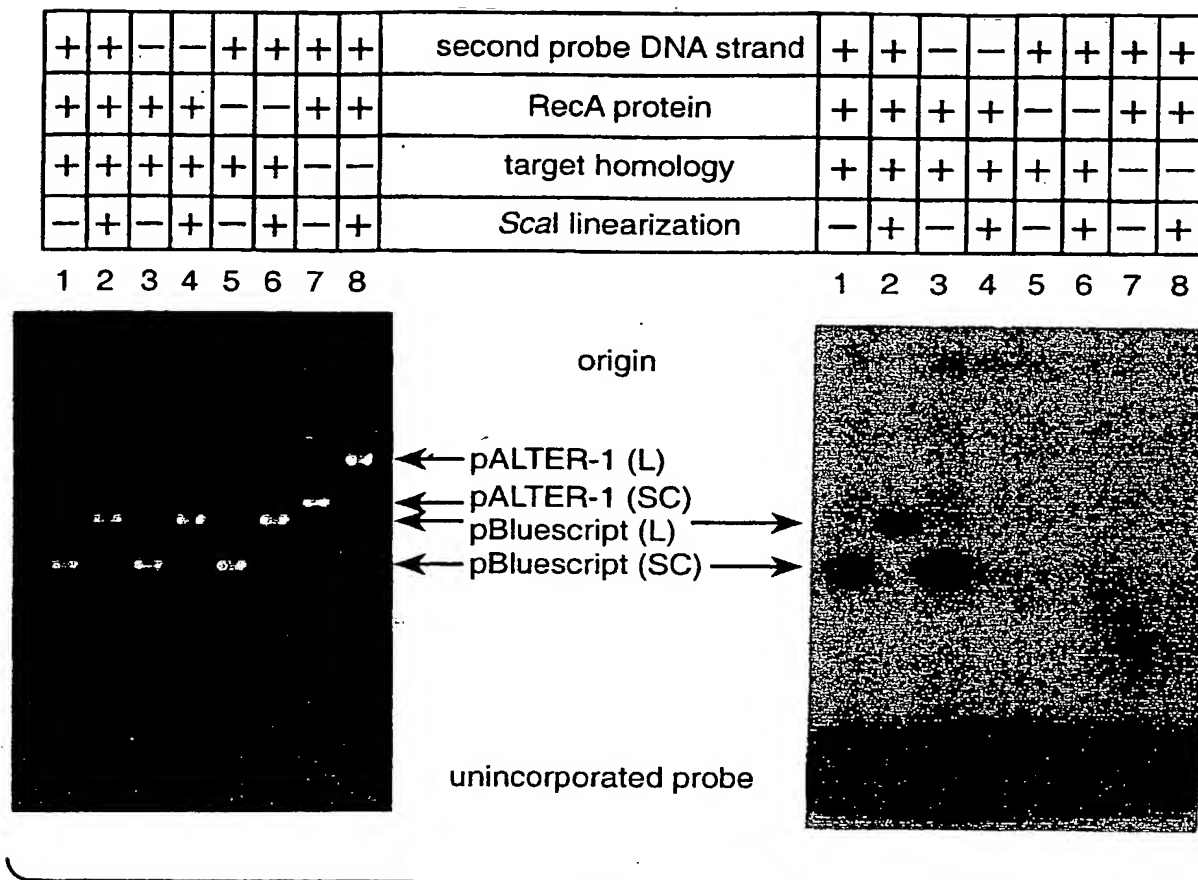 + + − − + + + + second probe DNA strand + + − − + + + +
+ + + + − − + + RecA protein + + + + − − + +
+ + + + + + − − target homology + + + + + + − −
− + − + − + − + ScaI linearization − + − + − + − +
1 2 3 4 5 6 7 8 1 2 3 4 5 6 7 8
origin
pALTER-1 (L)
pALTER-1 (SC)
pBluescript (L)
pBluescript (SC)
unincorporated probe